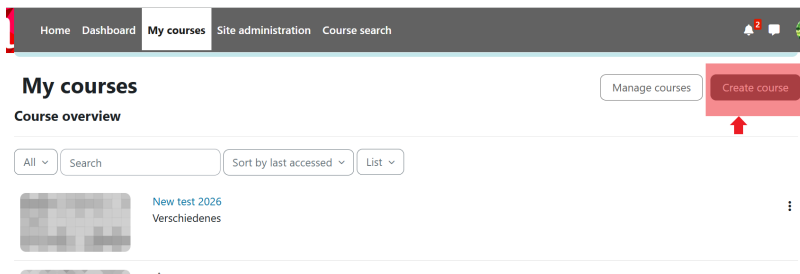 Home Dashboard My courses Site administration Course search 2
My courses Manage courses Create course
Course overview
All Search Sort by last accessed List
New test 2026
Verschiedenes